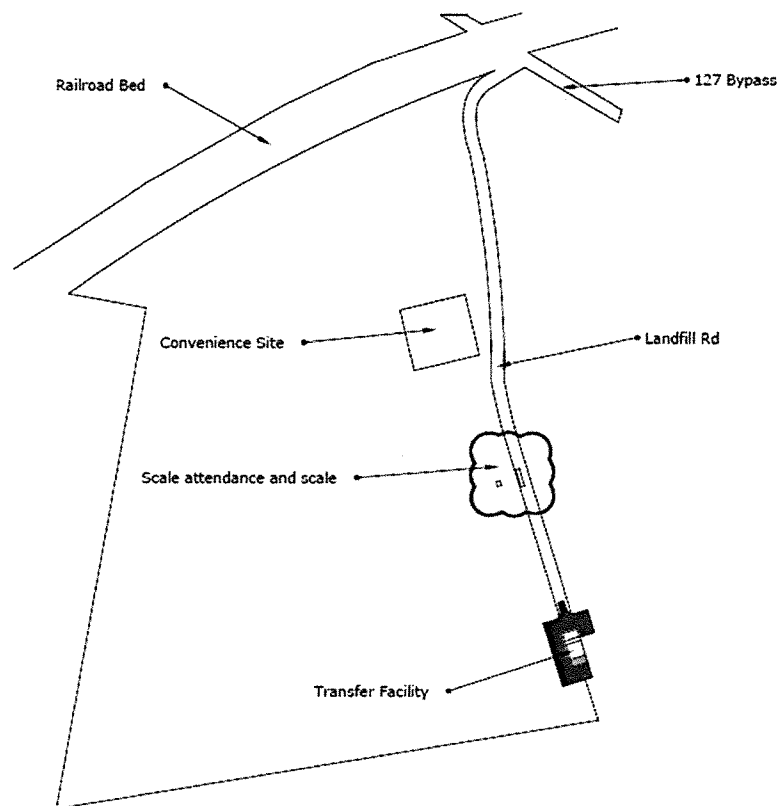 Railroad Bed
127 Bypass
Convenience Site
Landfill Rd
Scale attendance and scale
Transfer Facility